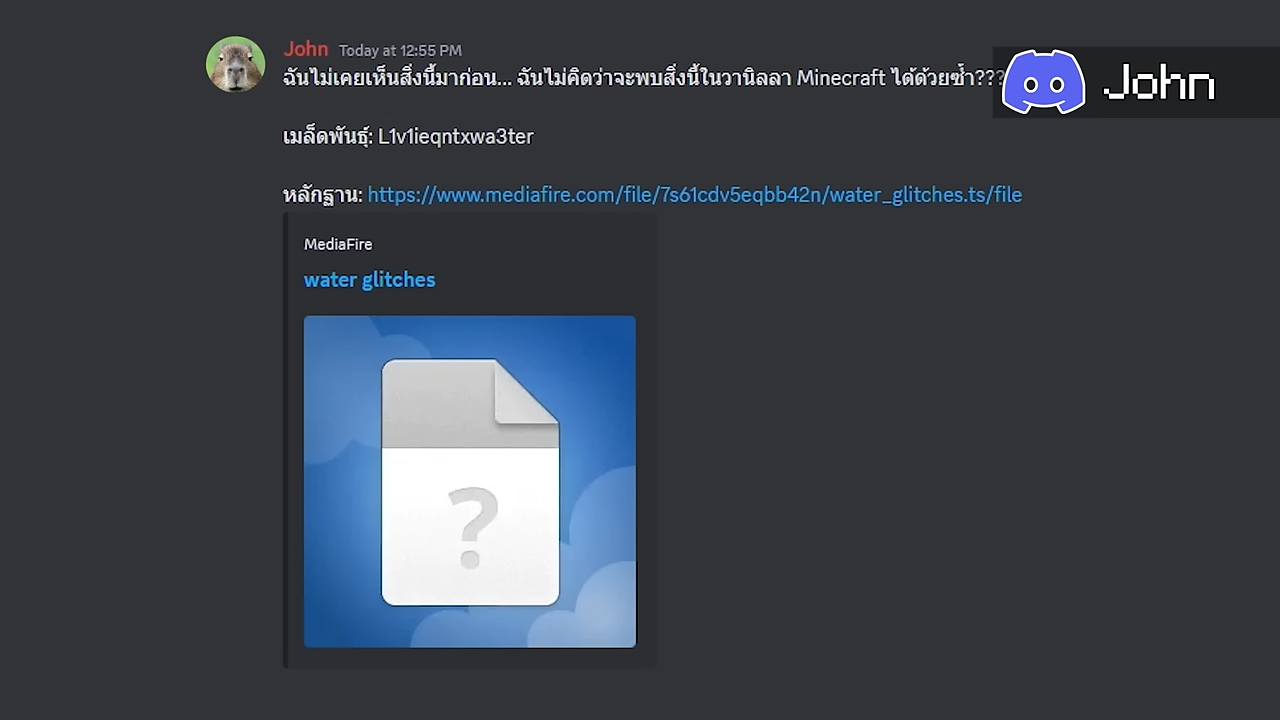 John Today at 12:55 PM
ฉันไม่เคยเห็นสิ่งนี้มาก่อน... ฉันไม่คิดว่าจะพบสิ่งนี้ในวานิลลา Minecraft ได้ด้วยซ้ำ???
John
เมล็ดพันธุ์: L1v1ieqntxwa3ter
หลักฐาน: https://www.mediafire.com/file/7s61cdv5eqbb42n/water_glitches.ts/file
MediaFire
water glitches
?